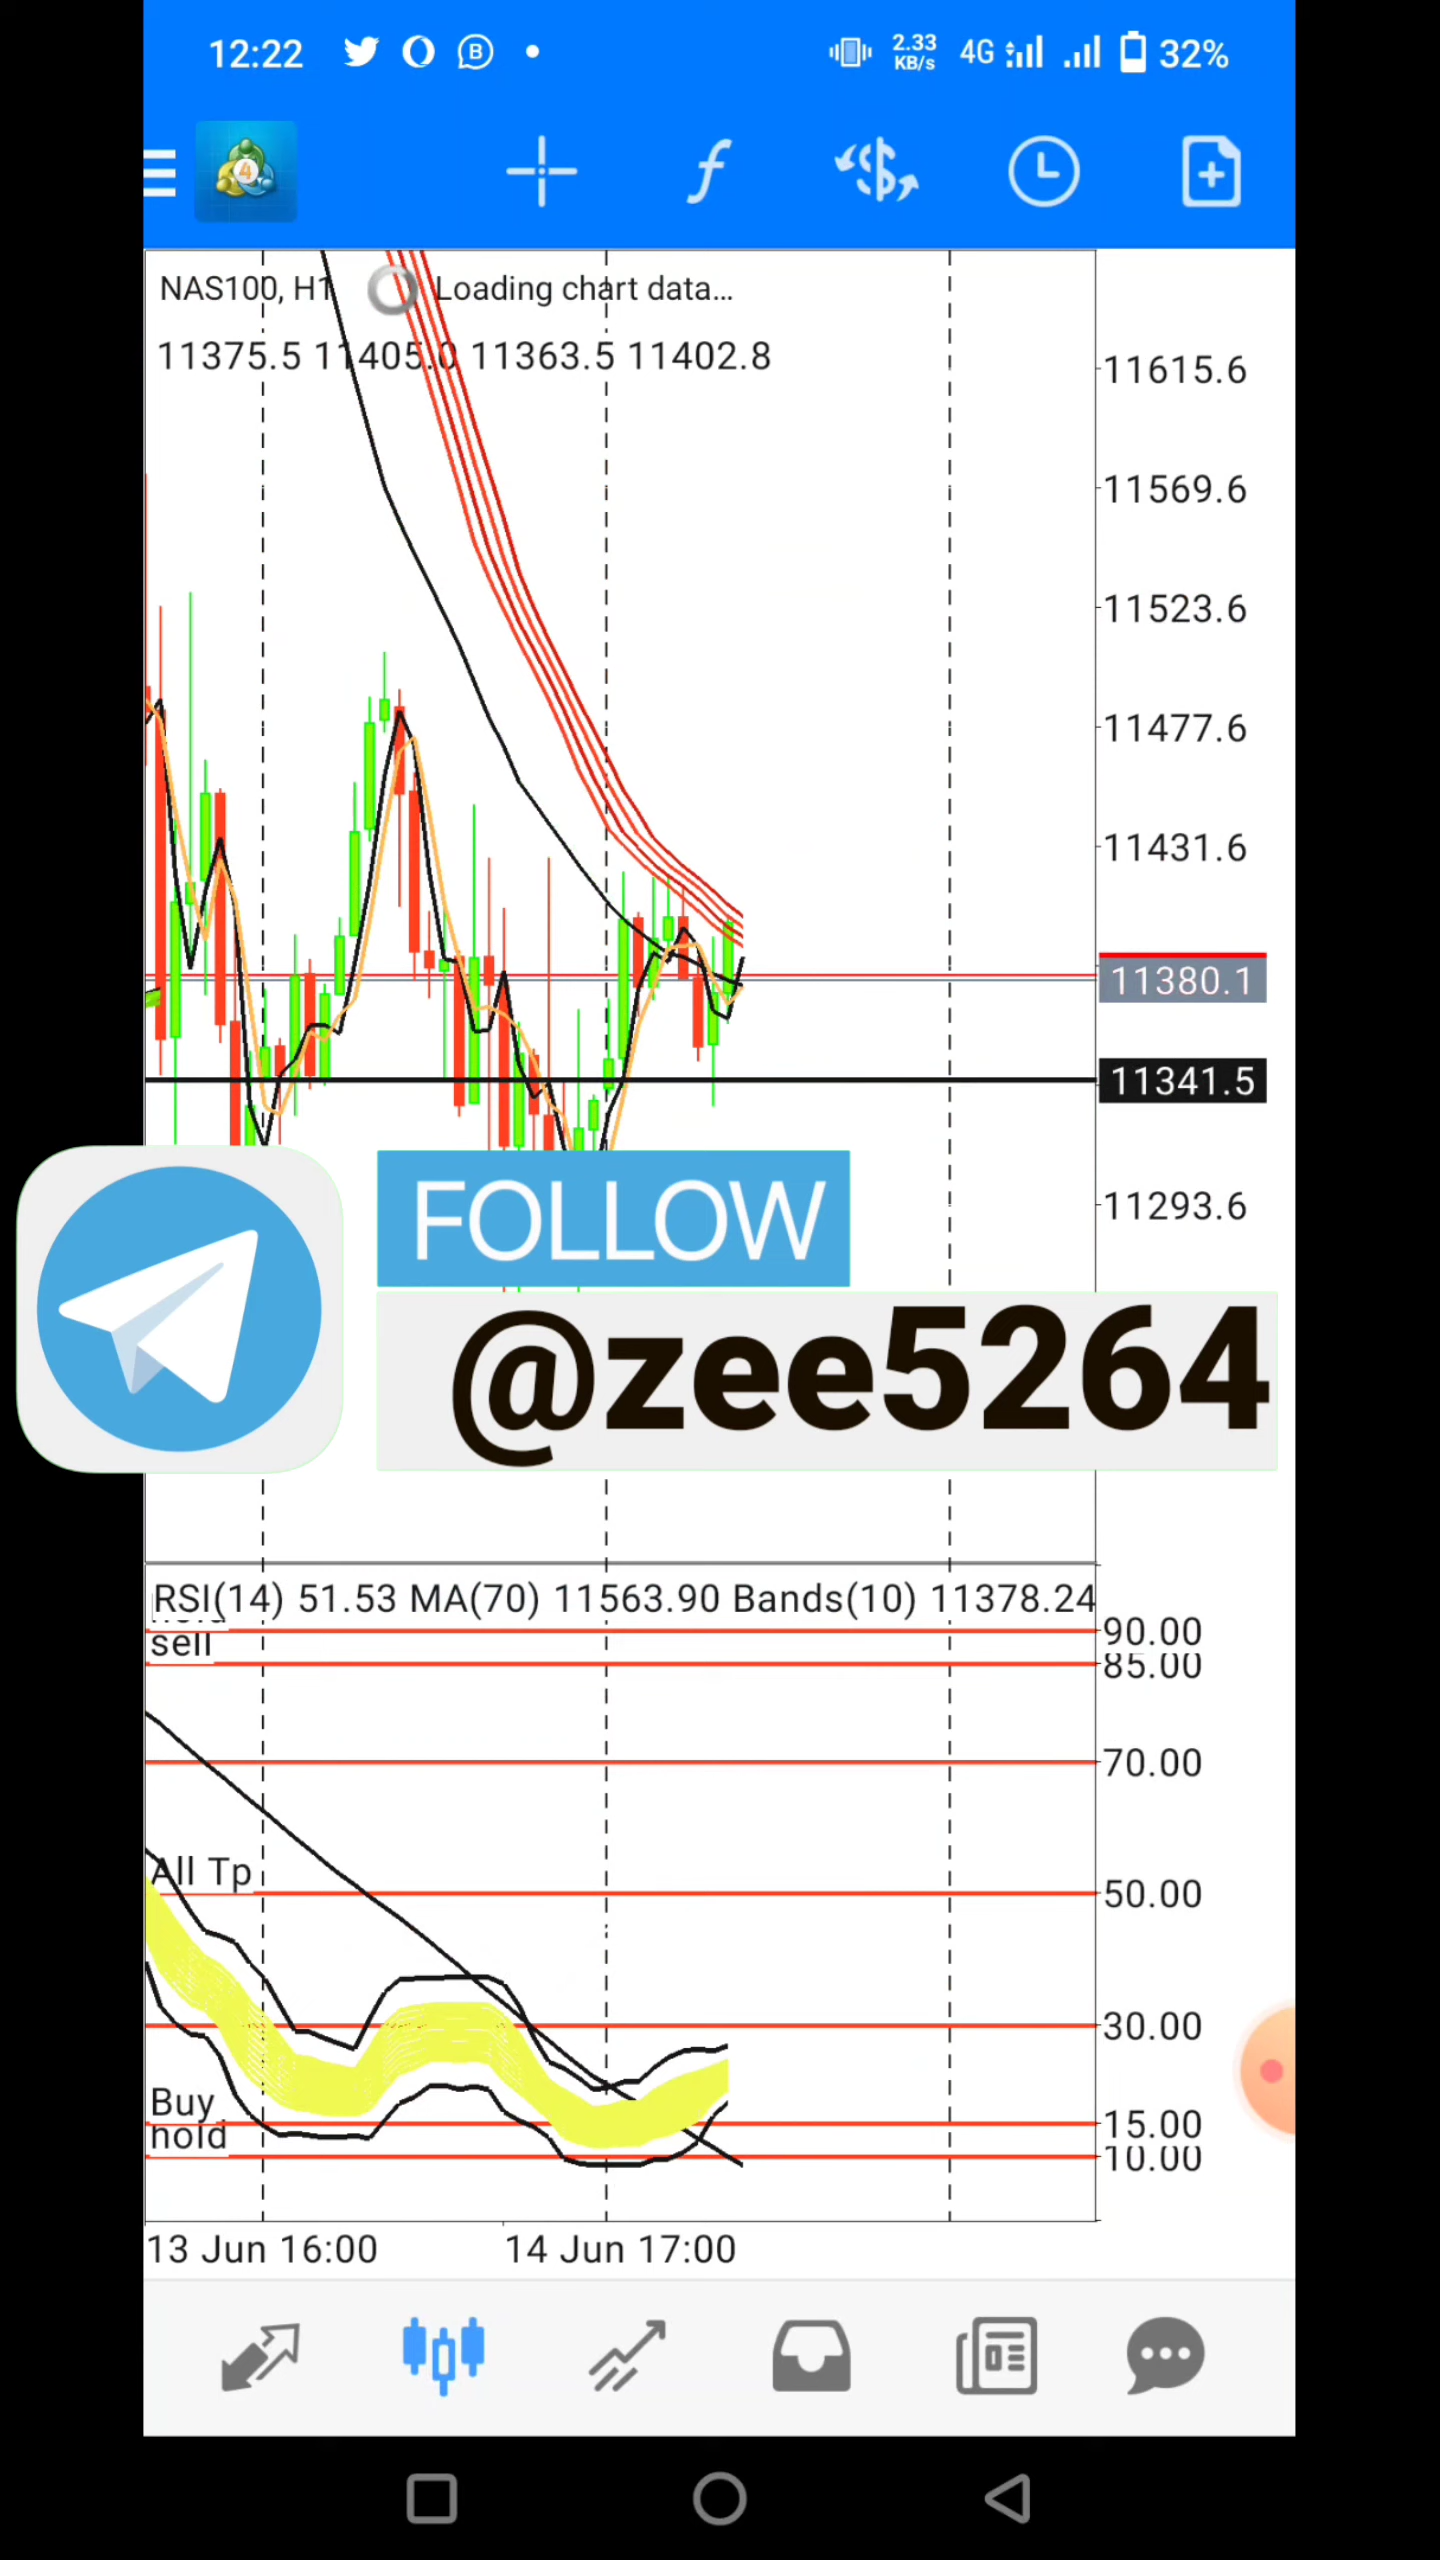 12:22 B 2.33 KB/s 4G 32%
4
NAS100, H1 Loading chart data...
11375.5 11405.0 11363.5 11402.8
11615.6
11569.6
11523.6
11477.6
11431.6
11380.1
11341.5
11293.6
FOLLOW
@zee5264
RSI(14) 51.53 MA(70) 11563.90 Bands(10) 11378.24
90.00
sell
85.00
70.00
All Tp
50.00
30.00
Buy
15.00
hold
10.00
13 Jun 16:00 14 Jun 17:00